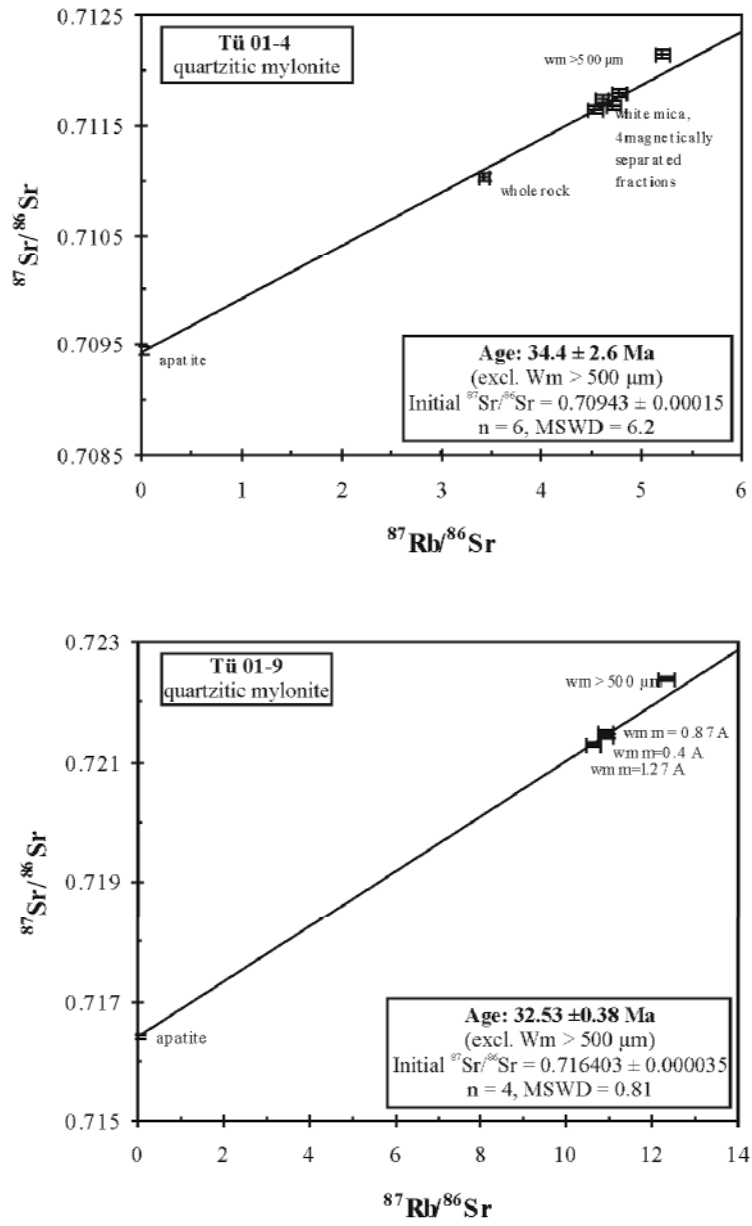 0.7125
Tü 01-4
quartzitic mylonite
wm >500 µm
0.7115
white mica,
4 magnetically
separated
fractions
whole rock
0.7105
⁸⁷Sr/⁸⁶Sr
0.7095
apatite
Age: 34.4 ± 2.6 Ma
(excl. Wm > 500 µm)
Initial ⁸⁷Sr/⁸⁶Sr = 0.70943 ± 0.00015
n = 6, MSWD = 6.2
0.7085
0 1 2 3 4 5 6
⁸⁷Rb/⁸⁶Sr
0.723
Tü 01-9
quartzitic mylonite
wm > 500 µm
wm m = 0.87 A
wm m=0.4 A
wm m=1.27 A
0.721
⁸⁷Sr/⁸⁶Sr
0.719
0.717
apatite
Age: 32.53 ±0.38 Ma
(excl. Wm > 500 µm)
Initial ⁸⁷Sr/⁸⁶Sr = 0.716403 ± 0.000035
n = 4, MSWD = 0.81
0.715
0 2 4 6 8 10 12 14
⁸⁷Rb/⁸⁶Sr